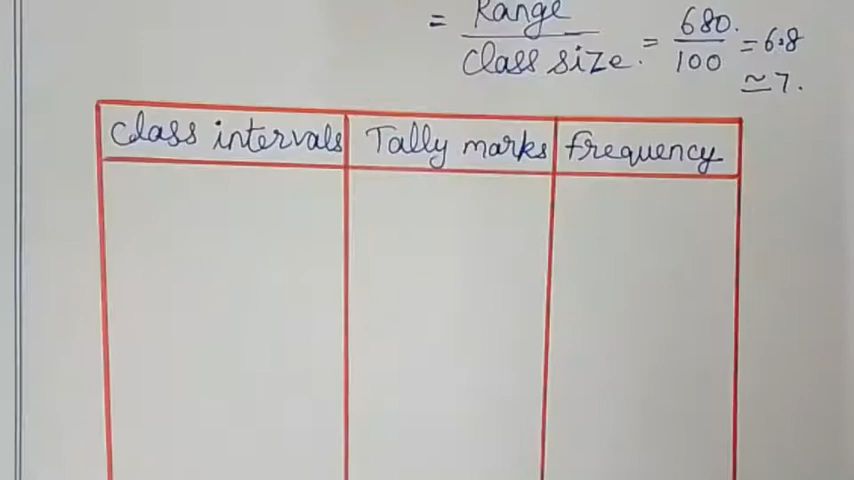 = Range / Class size. = 680. / 100 = 6.8
≃ 7.
Class intervals Tally marks frequency